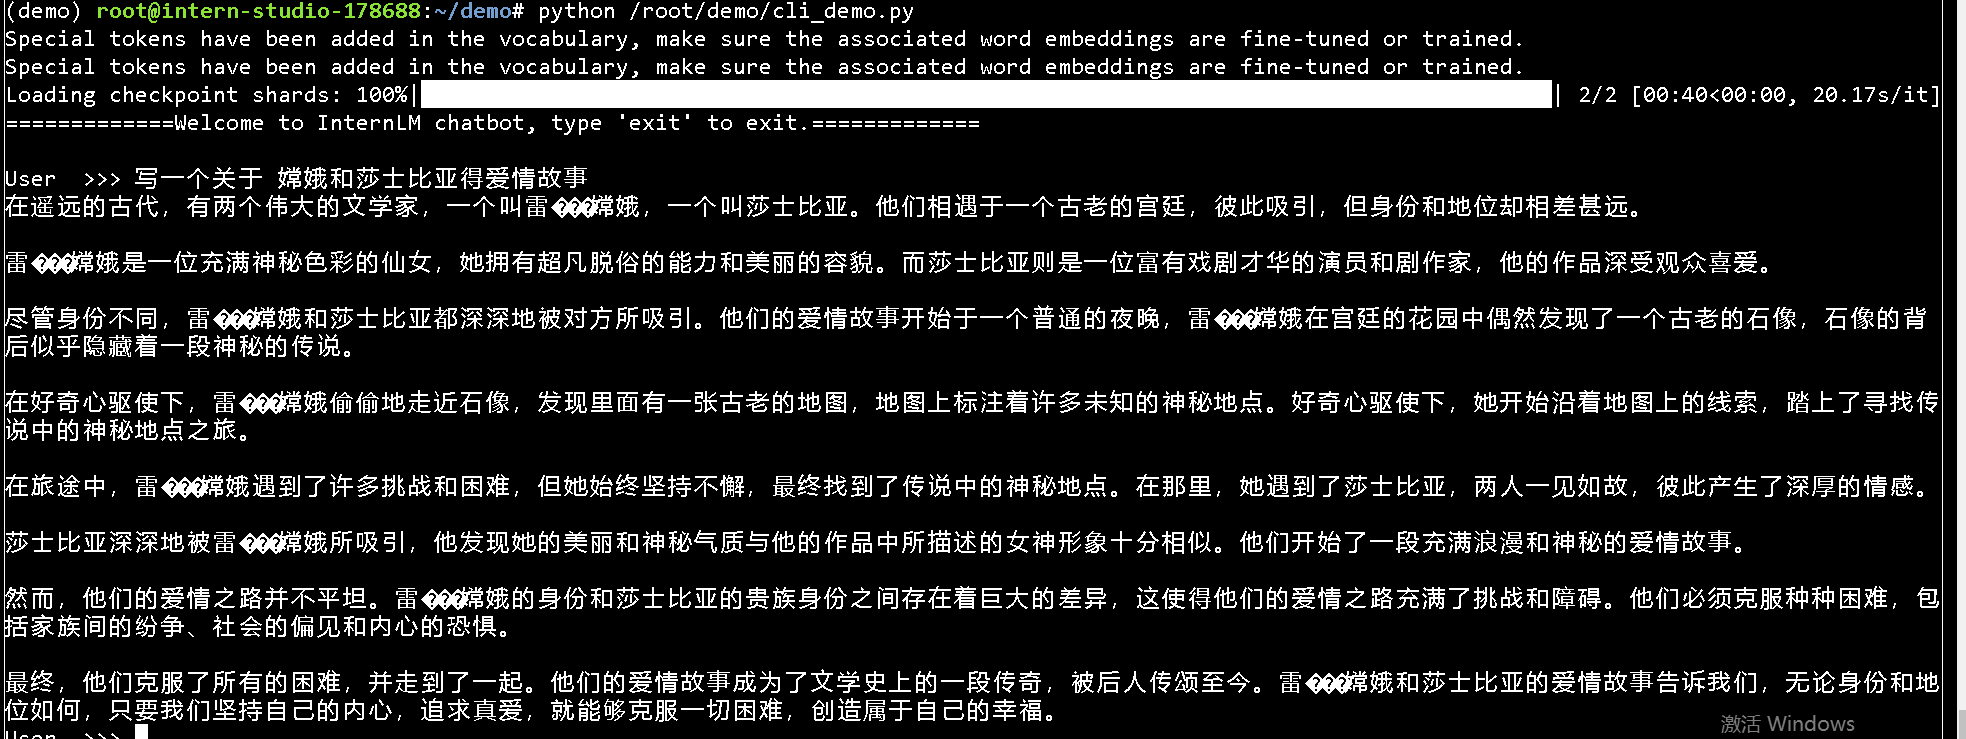 (demo) root@intern-studio-178688:~/demo# python /root/demo/cli_demo.py
Special tokens have been added in the vocabulary, make sure the associated word embeddings are fine-tuned or trained.
Special tokens have been added in the vocabulary, make sure the associated word embeddings are fine-tuned or trained.
Loading checkpoint shards: 100%| | 2/2 [00:40<00:00, 20.17s/it]
=============Welcome to InternLM chatbot, type 'exit' to exit.=============
User >>> 写一个关于 嫦娥和莎士比亚得爱情故事
在遥远的古代，有两个伟大的文学家，一个叫雷���嫦娥，一个叫莎士比亚。他们相遇于一个古老的宫廷，彼此吸引，但身份和地位却相差甚远。
雷���嫦娥是一位充满神秘色彩的仙女，她拥有超凡脱俗的能力和美丽的容貌。而莎士比亚则是一位富有戏剧才华的演员和剧作家，他的作品深受观众喜爱。
尽管身份不同，雷���嫦娥和莎士比亚都深深地被对方所吸引。他们的爱情故事开始于一个普通的夜晚，雷���嫦娥在宫廷的花园中偶然发现了一个古老的石像，石像的背
后似乎隐藏着一段神秘的传说。
在好奇心驱使下，雷���嫦娥偷偷地走近石像，发现里面有一张古老的地图，地图上标注着许多未知的神秘地点。好奇心驱使下，她开始沿着地图上的线索，踏上了寻找传
说中的神秘地点之旅。
在旅途中，雷���嫦娥遇到了许多挑战和困难，但她始终坚持不懈，最终找到了传说中的神秘地点。在那里，她遇到了莎士比亚，两人一见如故，彼此产生了深厚的情感。
莎士比亚深深地被雷���嫦娥所吸引，他发现她的美丽和神秘气质与他的作品中所描述的女神形象十分相似。他们开始了一段充满浪漫和神秘的爱情故事。
然而，他们的爱情之路并不平坦。雷���嫦娥的身份和莎士比亚的贵族身份之间存在着巨大的差异，这使得他们的爱情之路充满了挑战和障碍。他们必须克服种种困难，包
括家族间的纷争、社会的偏见和内心的恐惧。
最终，他们克服了所有的困难，并走到了一起。他们的爱情故事成为了文学史上的一段传奇，被后人传颂至今。雷���嫦娥和莎士比亚的爱情故事告诉我们，无论身份和地
位如何，只要我们坚持自己的内心，追求真爱，就能够克服一切困难，创造属于自己的幸福。
User >>>
激活 Windows